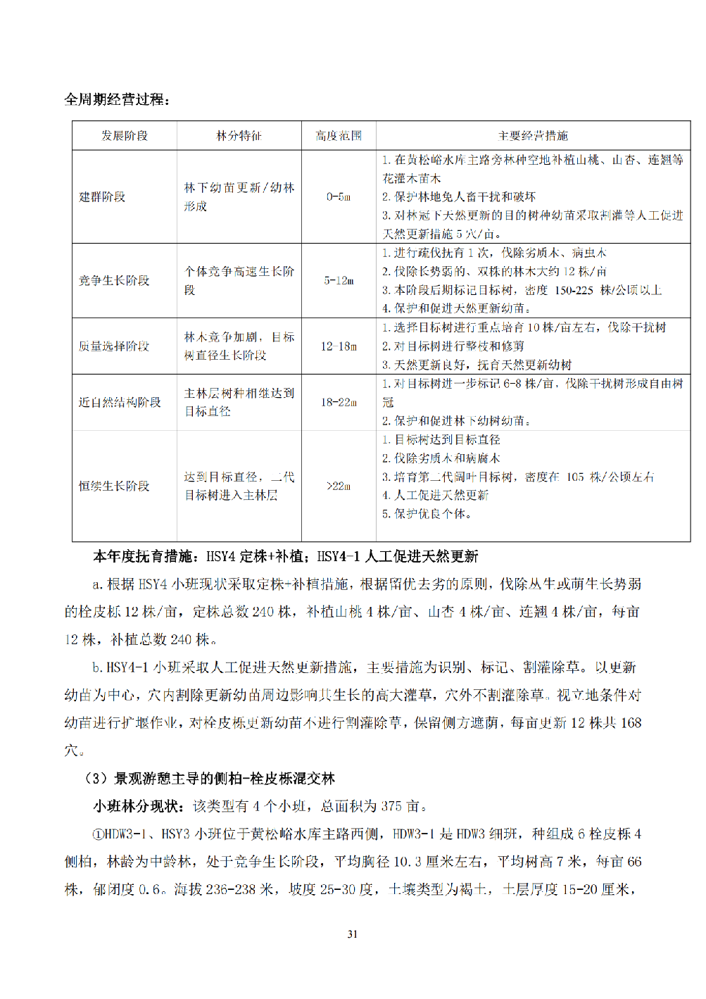 全周期经营过程：
发展阶段 林分特征 高度范围 主要经营措施
建群阶段
林下幼苗更新/幼林
形成
0-5m
1.在黄松峪水库主路旁林种空地补植山桃、山杏、连翘等
花灌木苗木
2.保护林地免人畜干扰和破坏
3.对林冠下天然更新的目的树种幼苗采取割灌等人工促进
天然更新措施 5 穴/亩。
竞争生长阶段
个体竞争高速生长阶
段
5-12m
1.进行疏伐抚育 1 次，伐除劣质木、病虫木
2.伐除长势弱的、双株的林木大约 12 株/亩
3.本阶段后期标记目标树，密度 150-225 株/公顷以上
4.保护和促进天然更新幼苗。
质量选择阶段
林木竞争加剧，目标
树直径生长阶段
12-18m
1.选择目标树进行重点培育 10 株/亩左右，伐除干扰树
2.对目标树进行整枝和修剪
3.天然更新良好，抚育天然更新幼树
近自然结构阶段
主林层树种相继达到
目标直径
18-22m
1.对目标树进一步标记 6-8 株/亩，伐除干扰树形成自由树
冠
2.保护和促进林下幼树幼苗。
恒续生长阶段
达到目标直径，二代
目标树进入主林层
>22m
1.目标树达到目标直径
2.伐除劣质木和病腐木
3.培育第二代阔叶目标树，密度在 105 株/公顷左右
4.人工促进天然更新
5.保护优良个体。
本年度抚育措施：HSY4 定株+补植；HSY4-1 人工促进天然更新
a.根据 HSY4 小班现状采取定株+补植措施，根据留优去劣的原则，伐除丛生或萌生长势弱
的栓皮栎 12 株/亩，定株总数 240 株，补植山桃 4 株/亩、山杏 4 株/亩、连翘 4 株/亩，每亩
12 株，补植总数 240 株。
b.HSY4-1 小班采取人工促进天然更新措施，主要措施为识别、标记、割灌除草。以更新
幼苗为中心，穴内割除更新幼苗周边影响其生长的高大灌草，穴外不割灌除草。视立地条件对
幼苗进行扩堰作业，对栓皮栎更新幼苗不进行割灌除草，保留侧方遮荫，每亩更新 12 株共 168
穴。
（3）景观游憩主导的侧柏-栓皮栎混交林
小班林分现状：该类型有 4 个小班，总面积为 375 亩。
①HDW3-1、HSY3 小班位于黄松峪水库主路西侧，HDW3-1 是 HDW3 细班，种组成 6 栓皮栎 4
侧柏，林龄为中龄林，处于竞争生长阶段，平均胸径 10.3 厘米左右，平均树高 7 米，每亩 66
株，郁闭度 0.6。海拔 236-238 米，坡度 25-30 度，土壤类型为褐土，土层厚度 15-20 厘米，
31